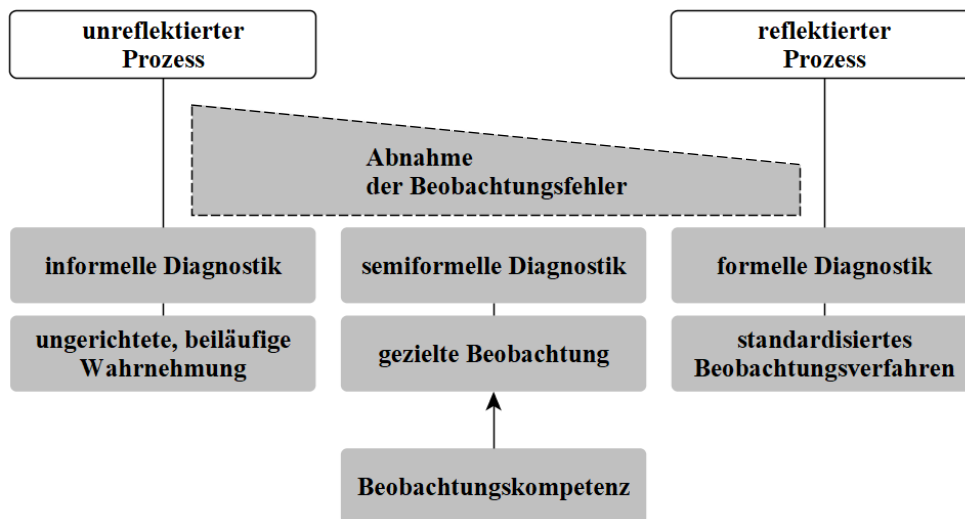 unreflektierter
Prozess
reflektierter
Prozess
Abnahme
der Beobachtungsfehler
informelle Diagnostik
semiformelle Diagnostik
formelle Diagnostik
ungerichtete, beiläufige
Wahrnehmung
gezielte Beobachtung
standardisiertes
Beobachtungsverfahren
Beobachtungskompetenz